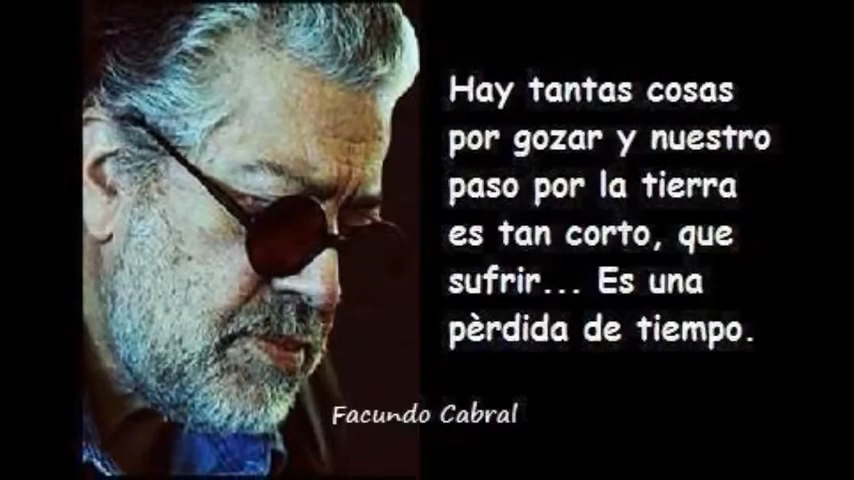 Hay tantas cosas
por gozar y nuestro
paso por la tierra
es tan corto, que
sufrir... Es una
pèrdida de tiempo.
Facundo Cabral